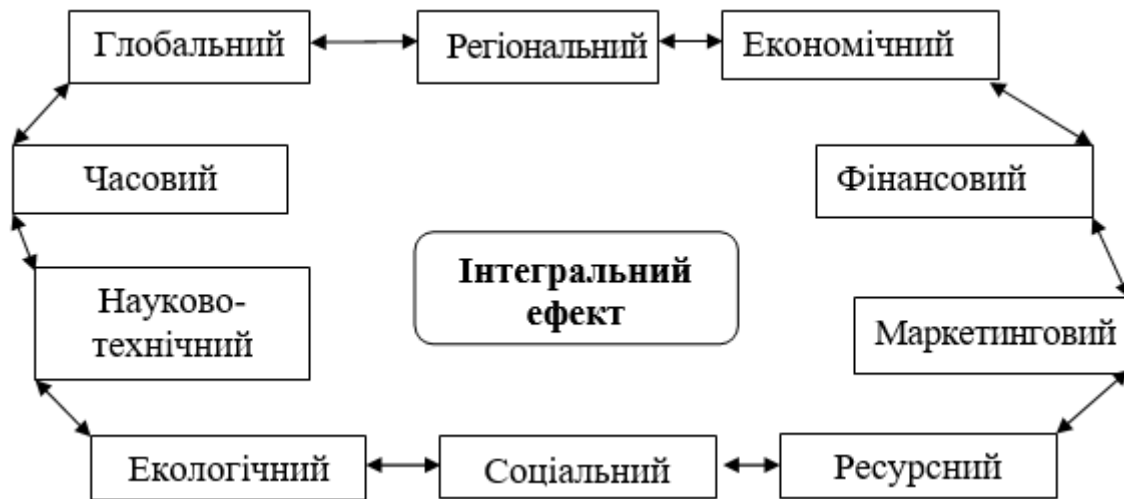 Глобальний
Регіональний
Економічний
Часовий
Фінансовий
Інтегральний
ефект
Науково-
технічний
Маркетинговий
Екологічний
Соціальний
Ресурсний